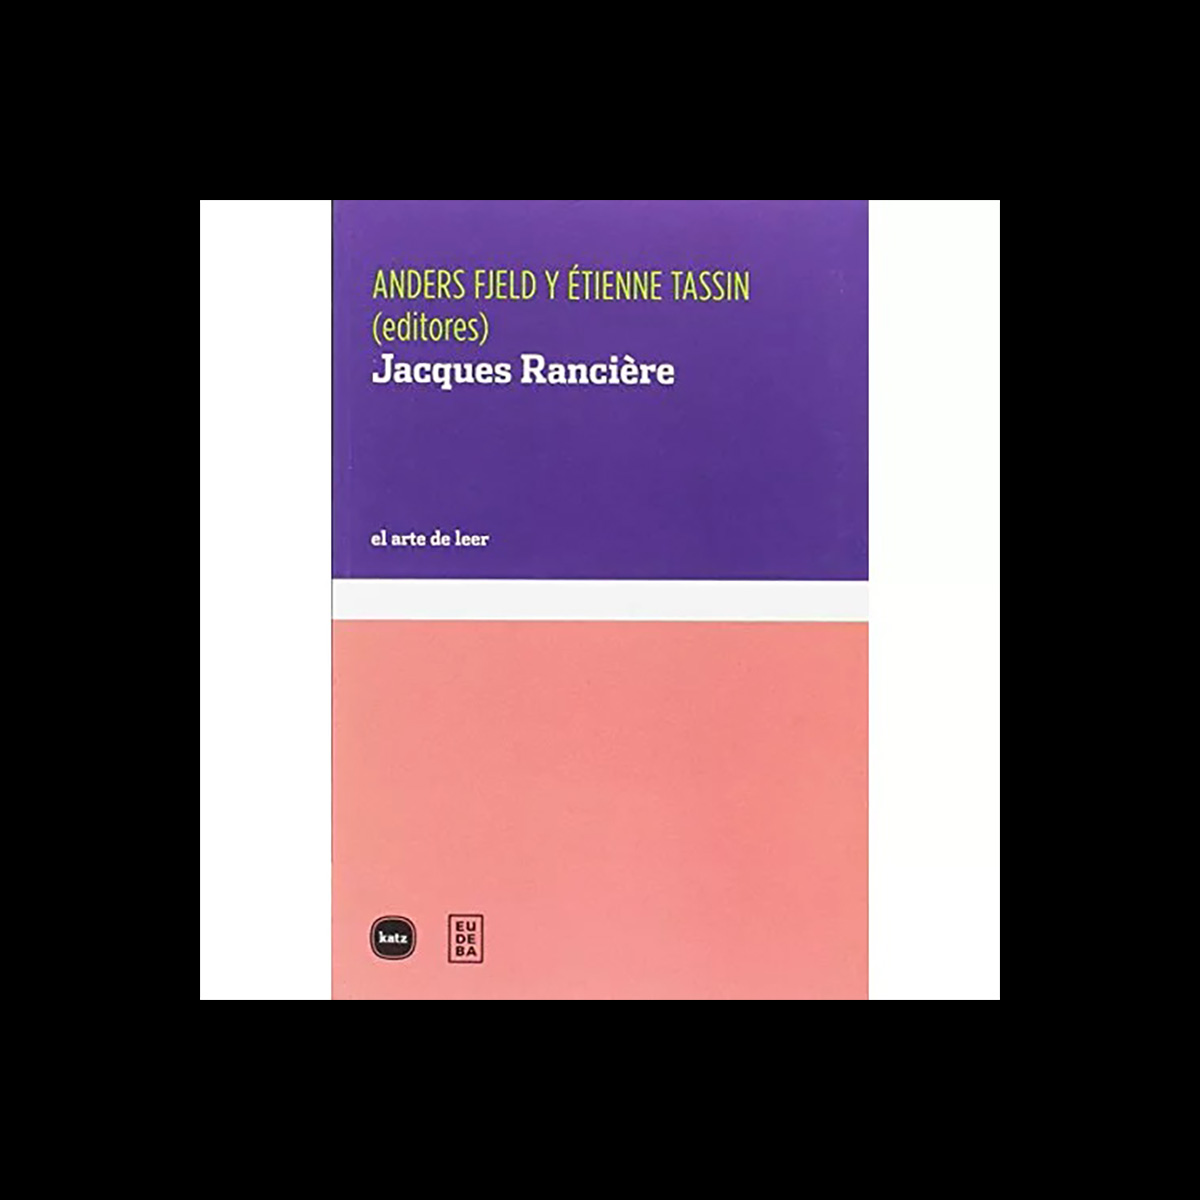 ANDERS FJELD Y ÉTIENNE TASSIN
(editores)
Jacques Rancière
el arte de leer
katz
EU
DE
BA